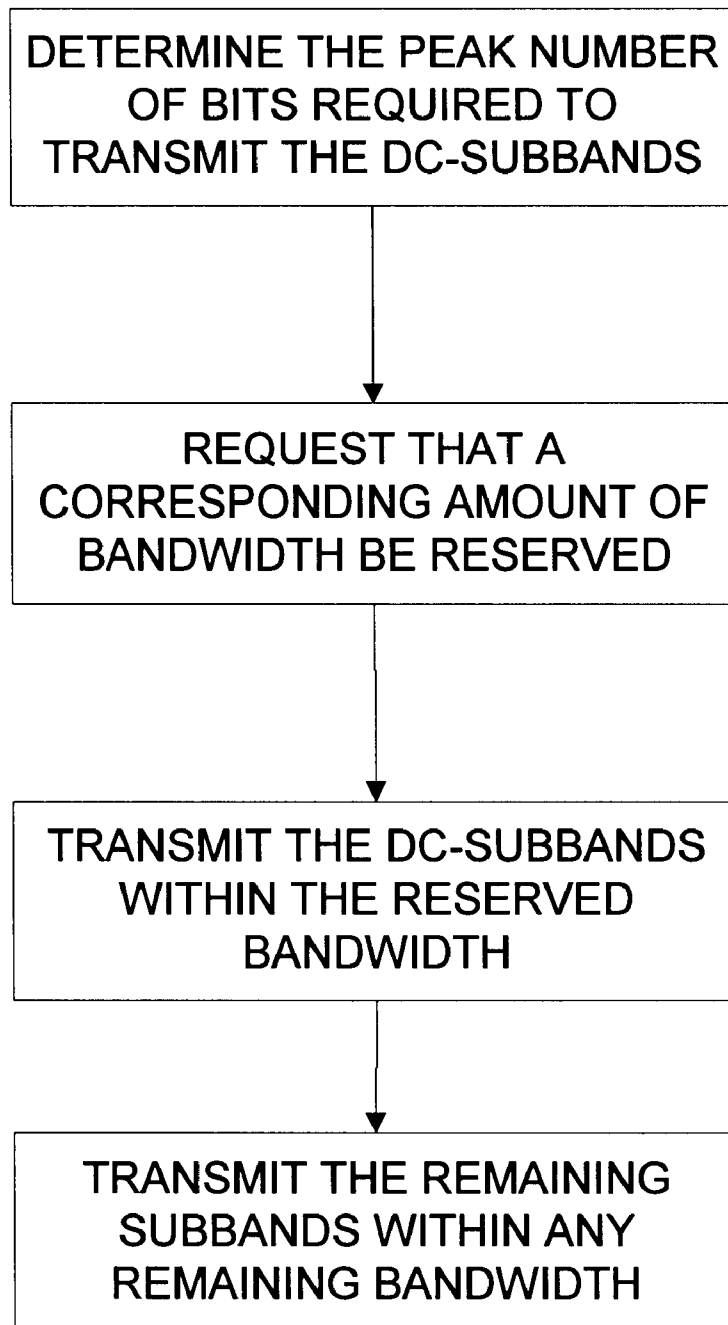 DETERMINE THE PEAK NUMBER
OF BITS REQUIRED TO
TRANSMIT THE DC-SUBBANDS
REQUEST THAT A
CORRESPONDING AMOUNT OF
BANDWIDTH BE RESERVED
TRANSMIT THE DC-SUBBANDS
WITHIN THE RESERVED
BANDWIDTH
TRANSMIT THE REMAINING
SUBBANDS WITHIN ANY
REMAINING BANDWIDTH